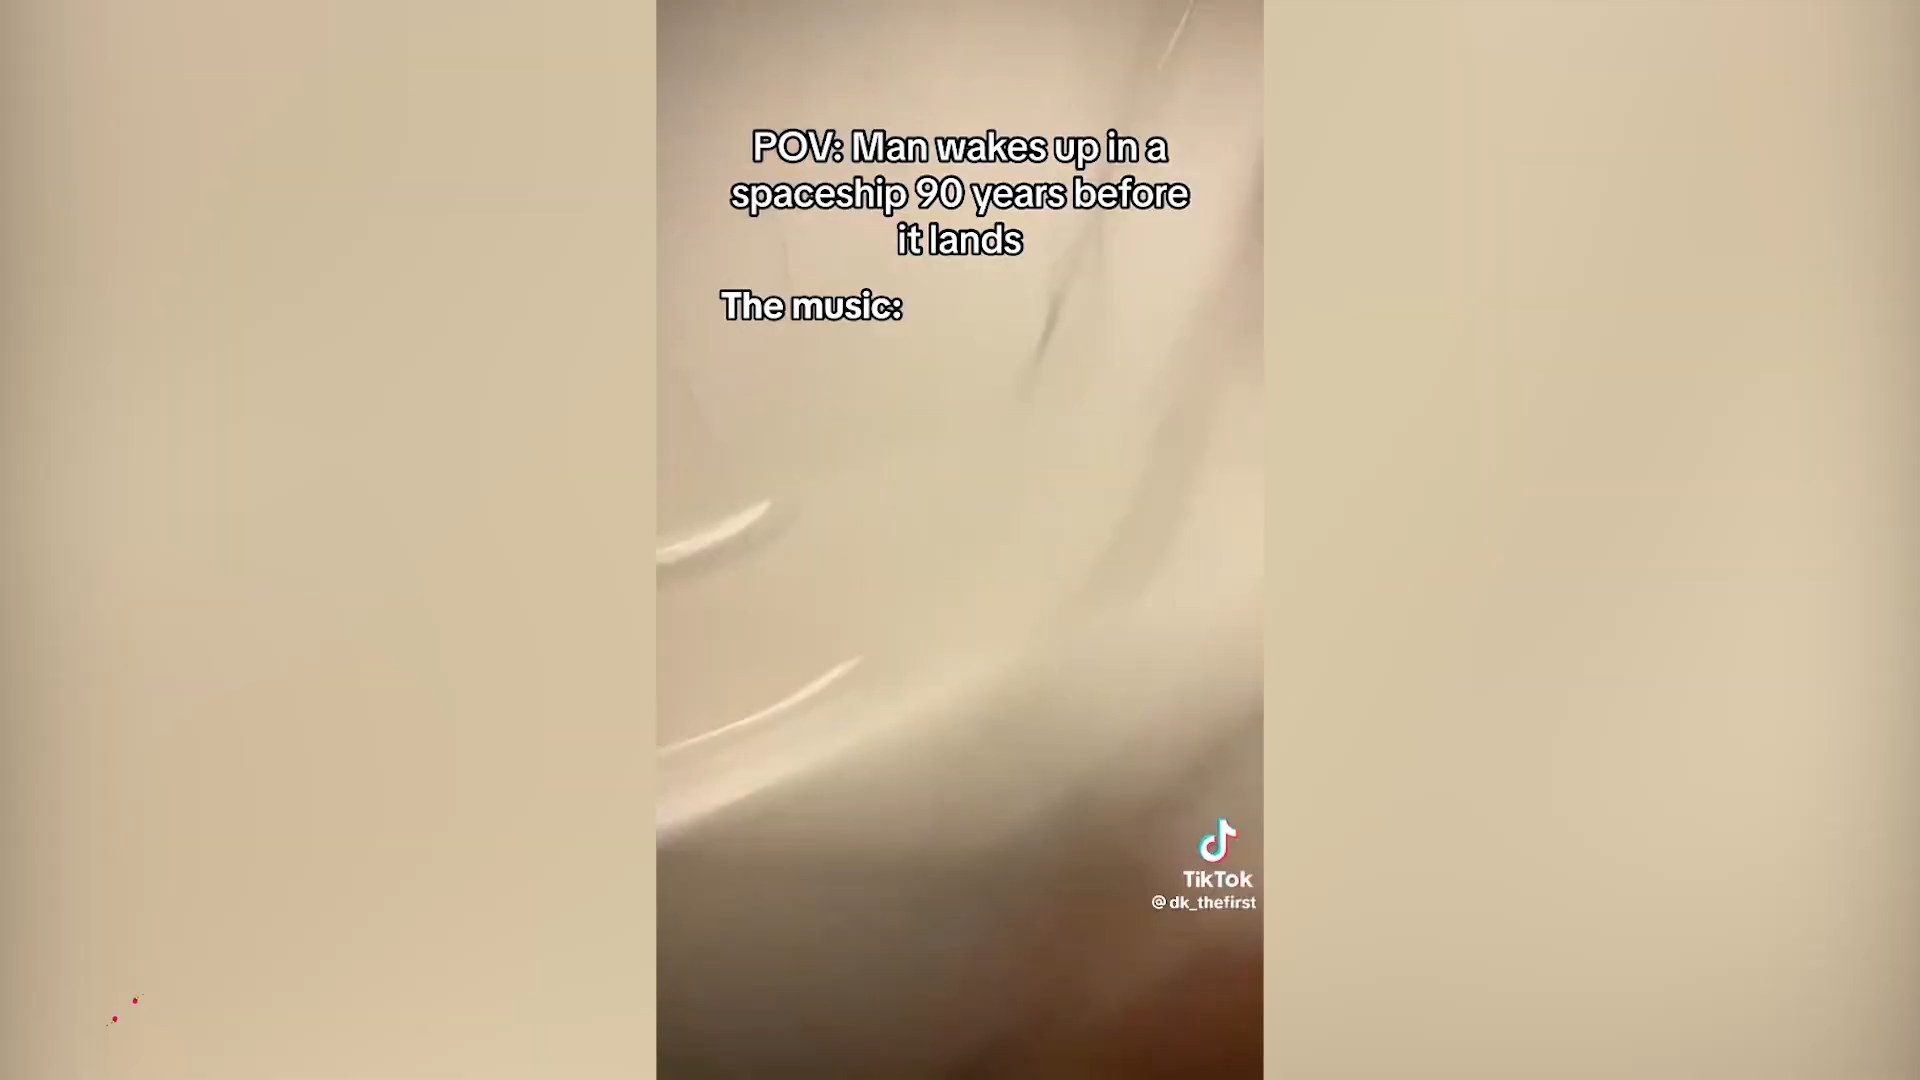 POV: Man wakes up in a
spaceship 90 years before
it lands
The music:
TikTok
@dk_thefirst